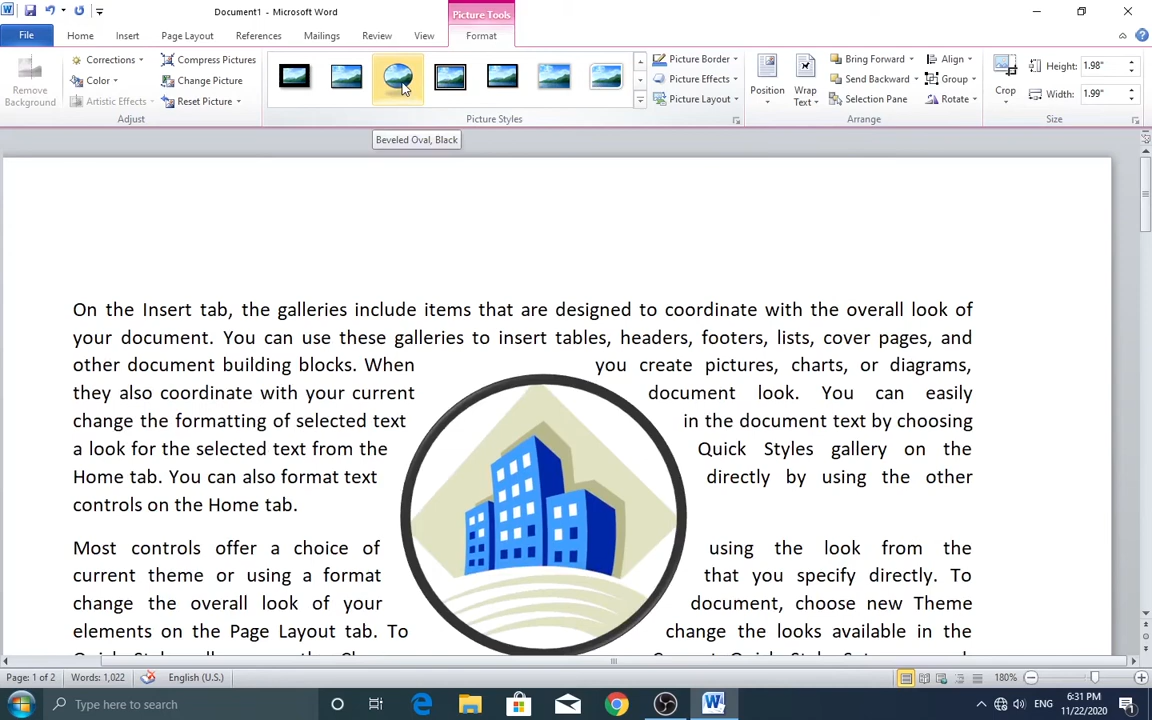 Document1 - Microsoft Word
Picture Tools
File Home Insert Page Layout References Mailings Review View Format
Remove Background
Corrections
Color
Artistic Effects
Compress Pictures
Change Picture
Reset Picture
Adjust
Picture Styles
Picture Border
Picture Effects
Picture Layout
Position
Wrap Text
Bring Forward
Send Backward
Selection Pane
Align
Group
Rotate
Arrange
Crop
Height: 1.98"
Width: 1.99"
Size
Beveled Oval, Black
On the Insert tab, the galleries include items that are designed to coordinate with the overall look of
your document. You can use these galleries to insert tables, headers, footers, lists, cover pages, and
other document building blocks. When you create pictures, charts, or diagrams,
they also coordinate with your current document look. You can easily
change the formatting of selected text in the document text by choosing
a look for the selected text from the Quick Styles gallery on the
Home tab. You can also format text directly by using the other
controls on the Home tab.
Most controls offer a choice of using the look from the
current theme or using a format that you specify directly. To
change the overall look of your document, choose new Theme
elements on the Page Layout tab. To change the looks available in the
Page: 1 of 2 Words: 1,022 English (U.S.) 180%
Type here to search
ENG
6:31 PM
11/22/2020
1